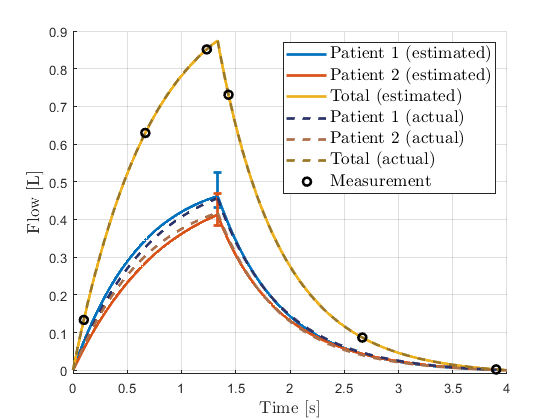 0.9
0.8
0.7
0.6
0.5
0.4
0.3
0.2
0.1
0
Flow [L]
Patient 1 (estimated)
Patient 2 (estimated)
Total (estimated)
Patient 1 (actual)
Patient 2 (actual)
Total (actual)
Measurement
0 0.5 1 1.5 2 2.5 3 3.5 4
Time [s]